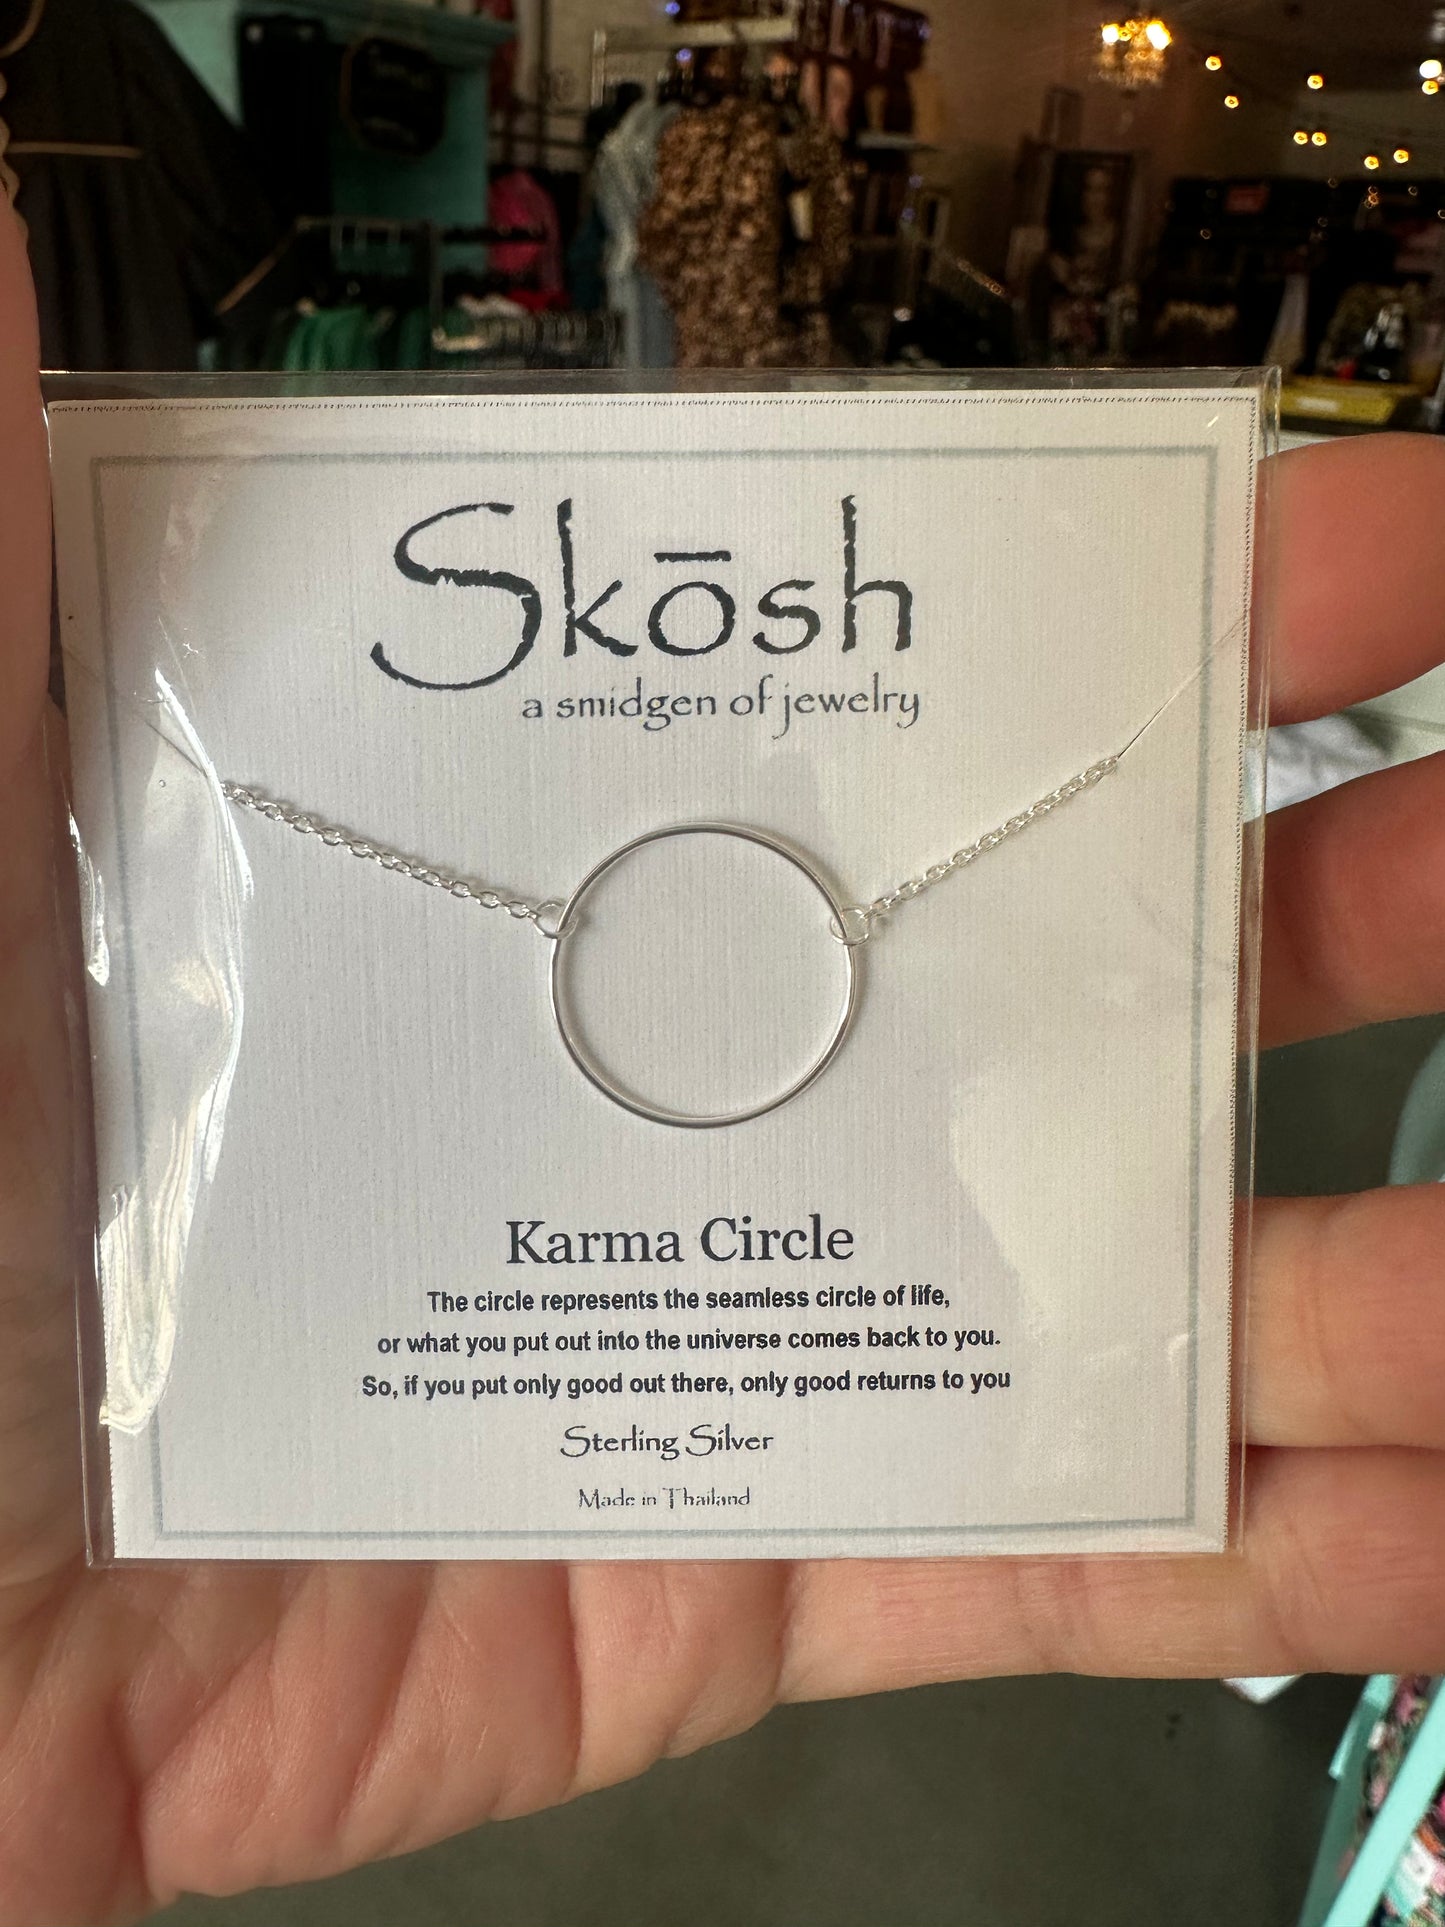 Skōsh
a smidgen of jewelry
Karma Circle
The circle represents the seamless circle of life,
or what you put out into the universe comes back to you.
So, if you put only good out there, only good returns to you
Sterling Silver
Made in Thailand